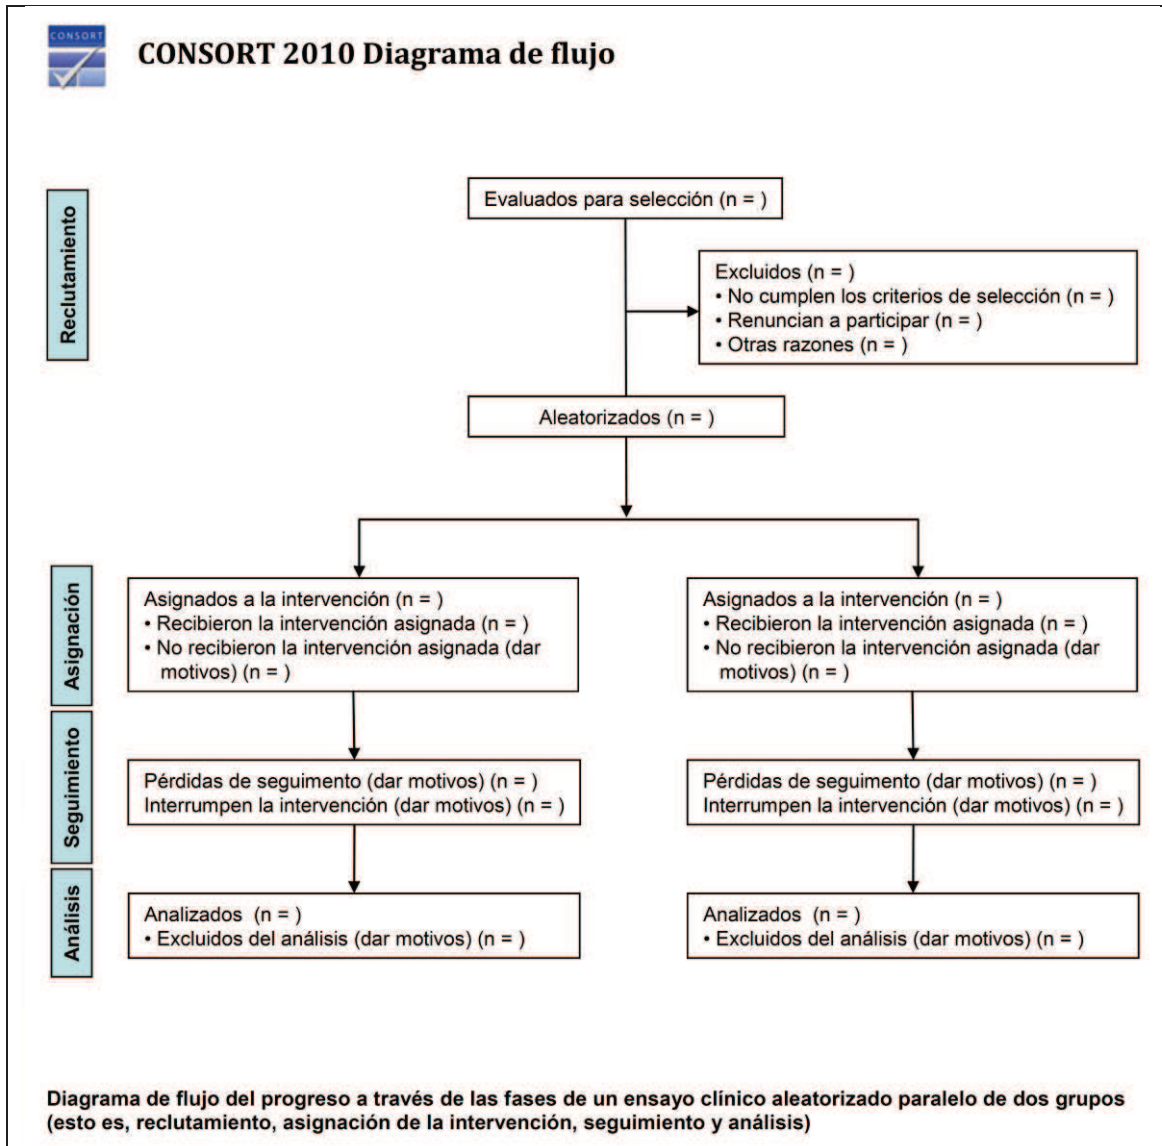 CONSORT
CONSORT 2010 Diagrama de flujo
Reclutamiento
Evaluados para selección (n = )
Excluidos (n = )
• No cumplen los criterios de selección (n = )
• Renuncian a participar (n = )
• Otras razones (n = )
Aleatorizados (n = )
Asignación
Asignados a la intervención (n = )
• Recibieron la intervención asignada (n = )
• No recibieron la intervención asignada (dar
motivos) (n = )
Asignados a la intervención (n = )
• Recibieron la intervención asignada (n = )
• No recibieron la intervención asignada (dar
motivos) (n = )
Seguimiento
Pérdidas de seguimento (dar motivos) (n = )
Interrumpen la intervención (dar motivos) (n = )
Pérdidas de seguimento (dar motivos) (n = )
Interrumpen la intervención (dar motivos) (n = )
Análisis
Analizados (n = )
• Excluidos del análisis (dar motivos) (n = )
Analizados (n = )
• Excluidos del análisis (dar motivos) (n = )
Diagrama de flujo del progreso a través de las fases de un ensayo clínico aleatorizado paralelo de dos grupos
(esto es, reclutamiento, asignación de la intervención, seguimiento y análisis)